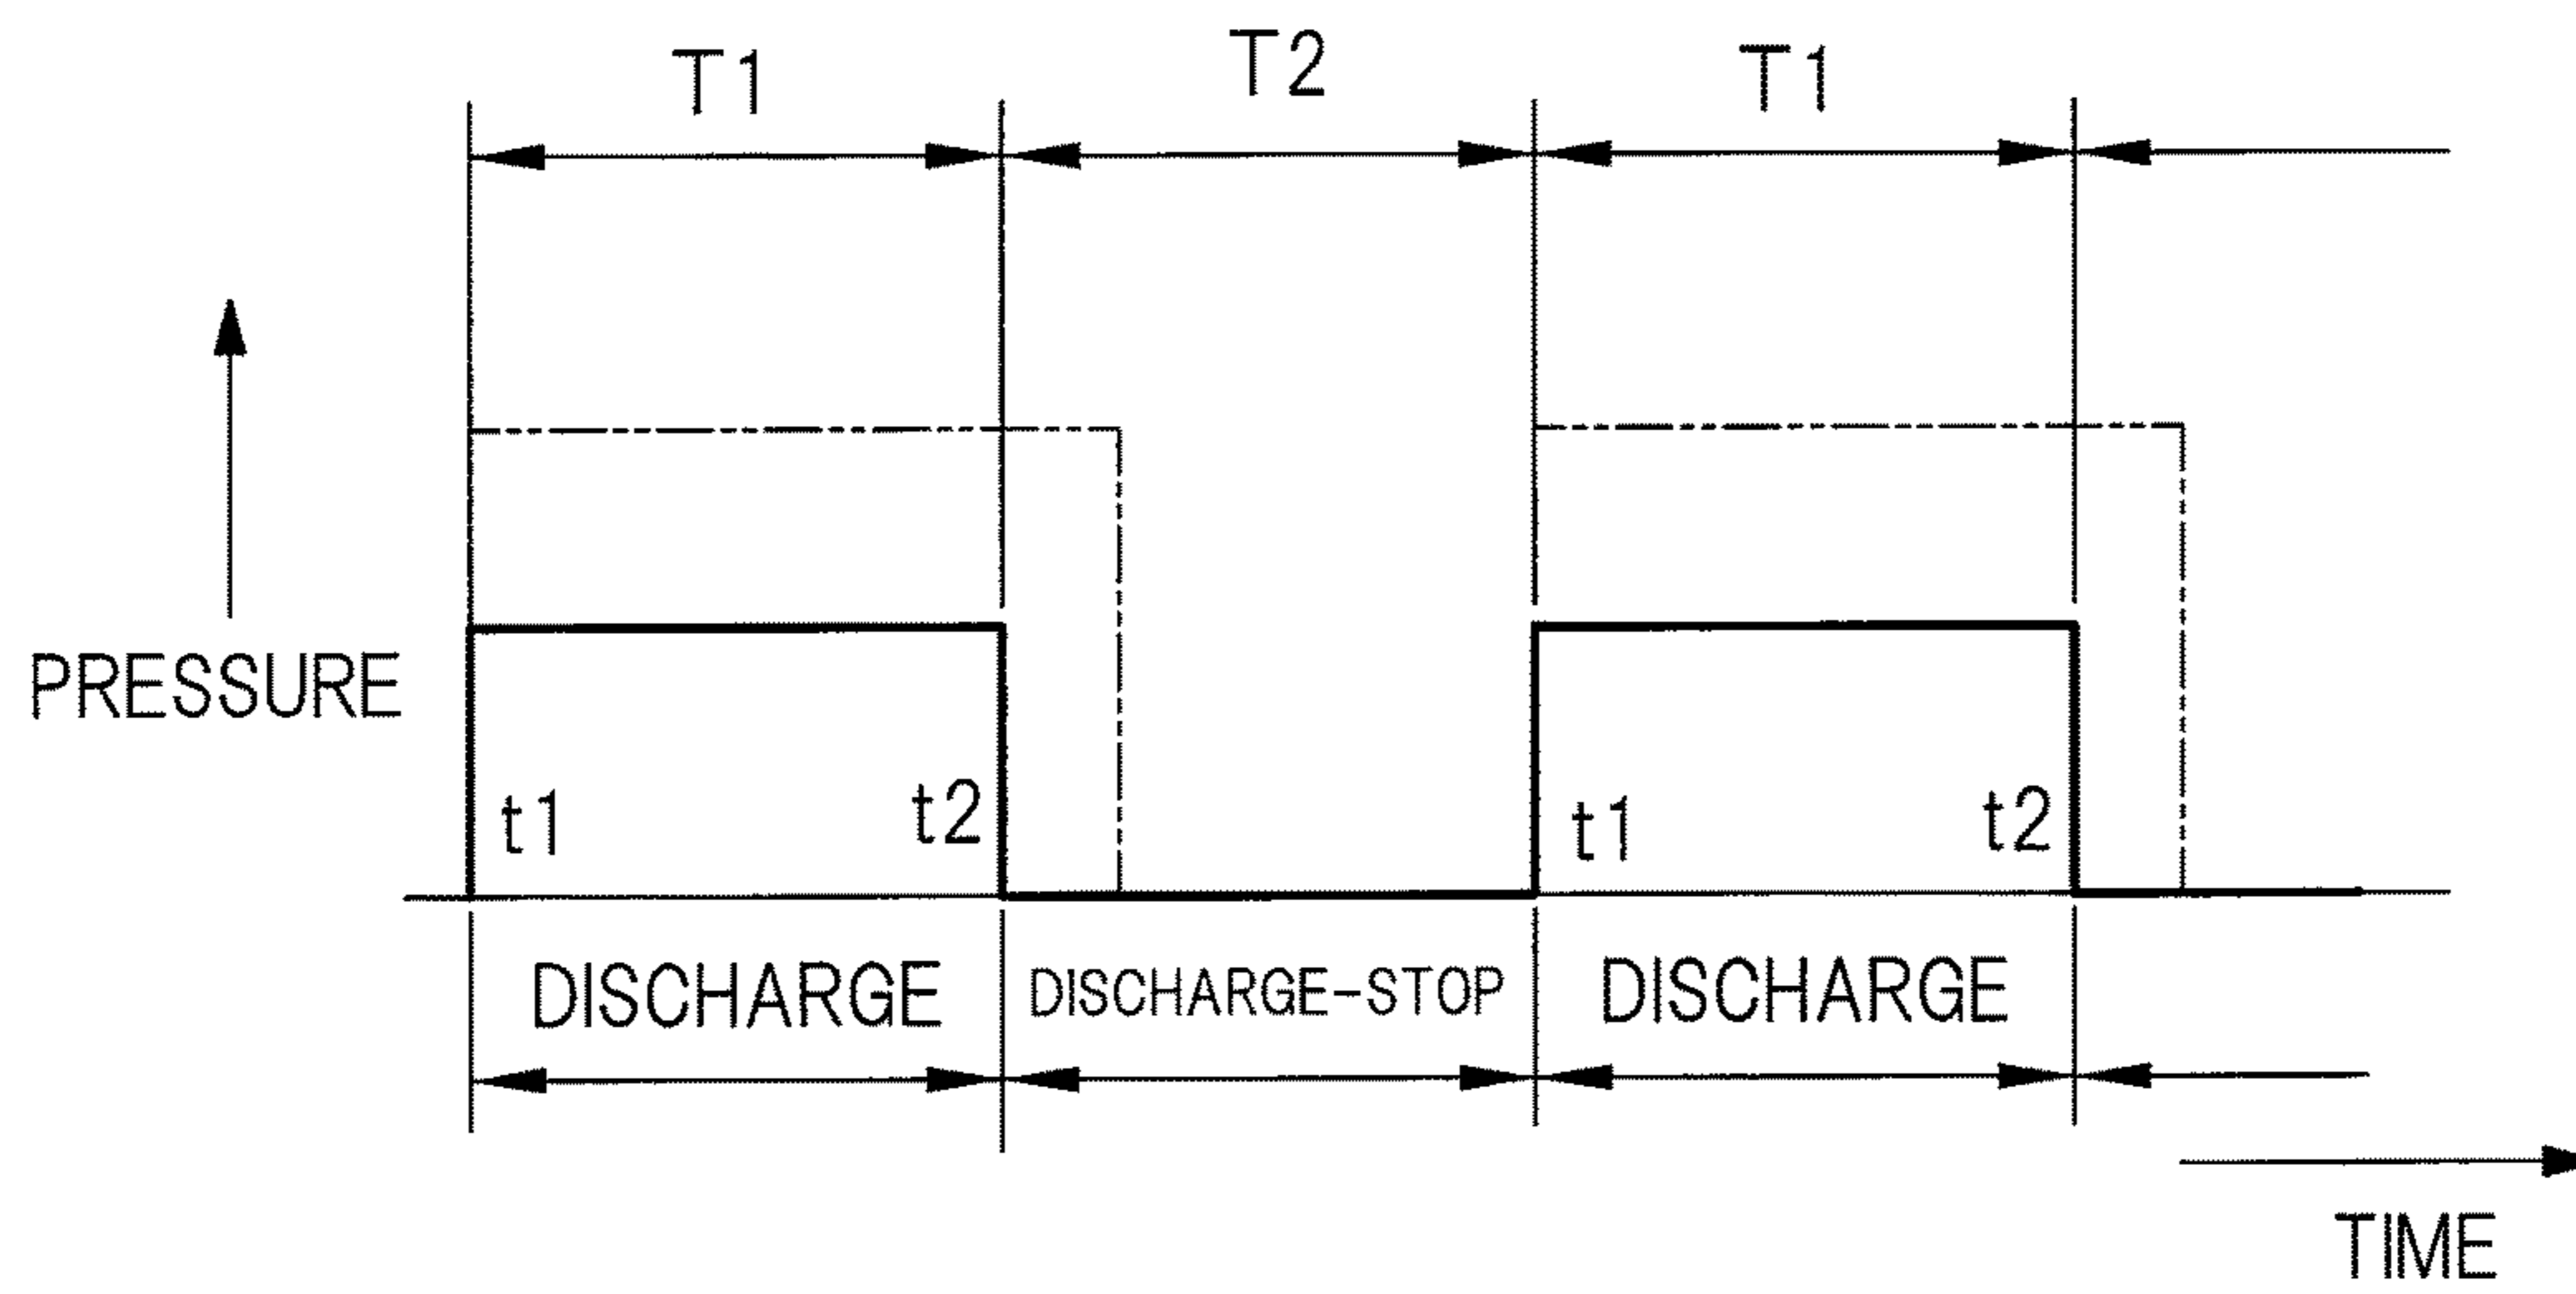 T1 T2 T1
PRESSURE
t1 t2 t1 t2
DISCHARGE DISCHARGE-STOP DISCHARGE
TIME